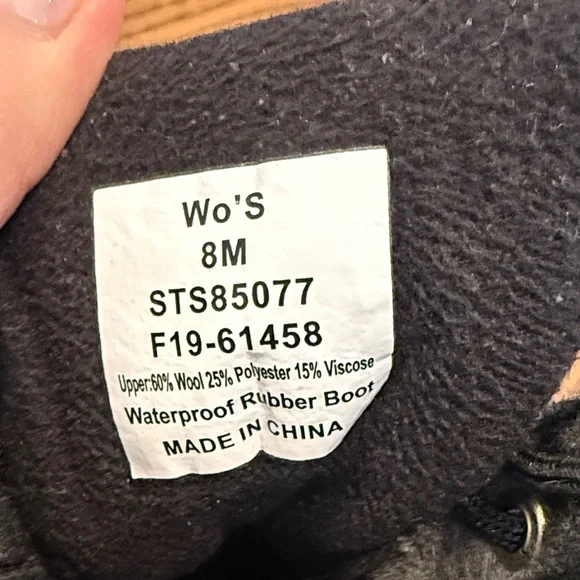 Wo'S
8M
STS85077
F19-61458
Upper:60% Wool 25% Polyester 15% Viscose
Waterproof Rubber Boot
MADE IN CHINA